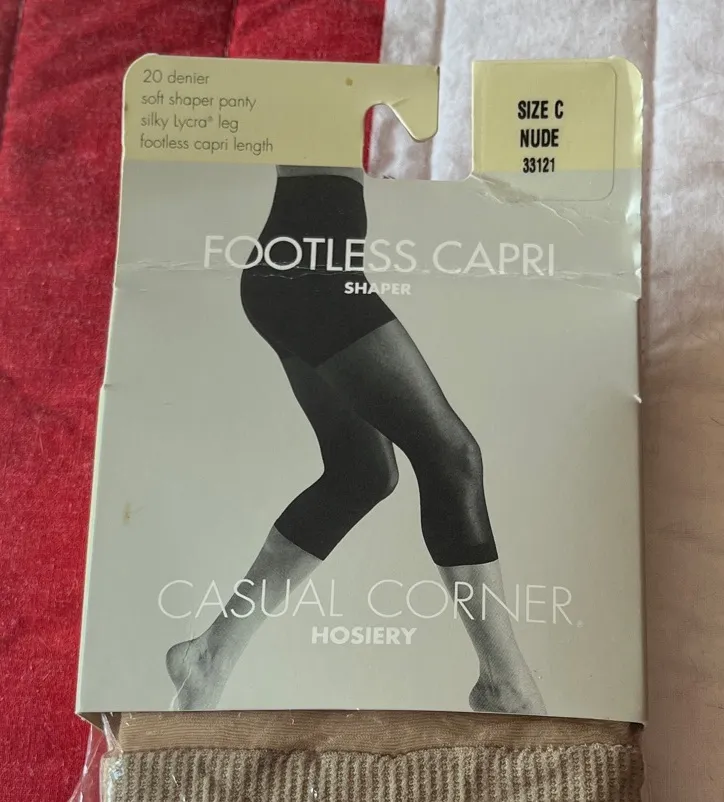 20 denier
soft shaper panty
silky Lycra® leg
footless capri length
SIZE C
NUDE
33121
FOOTLESS CAPRI
SHAPER
CASUAL CORNER®
HOSIERY